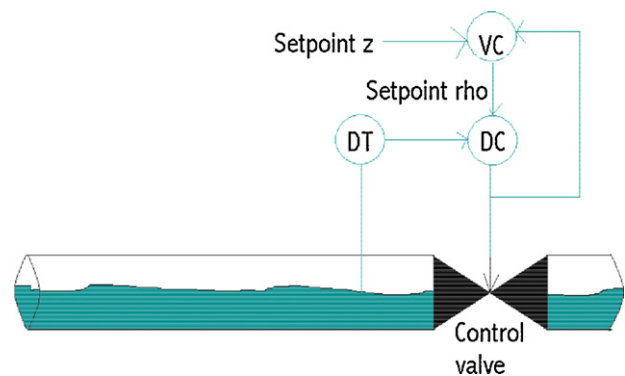 Setpoint z
VC
Setpoint rho
DT
DC
Control
valve